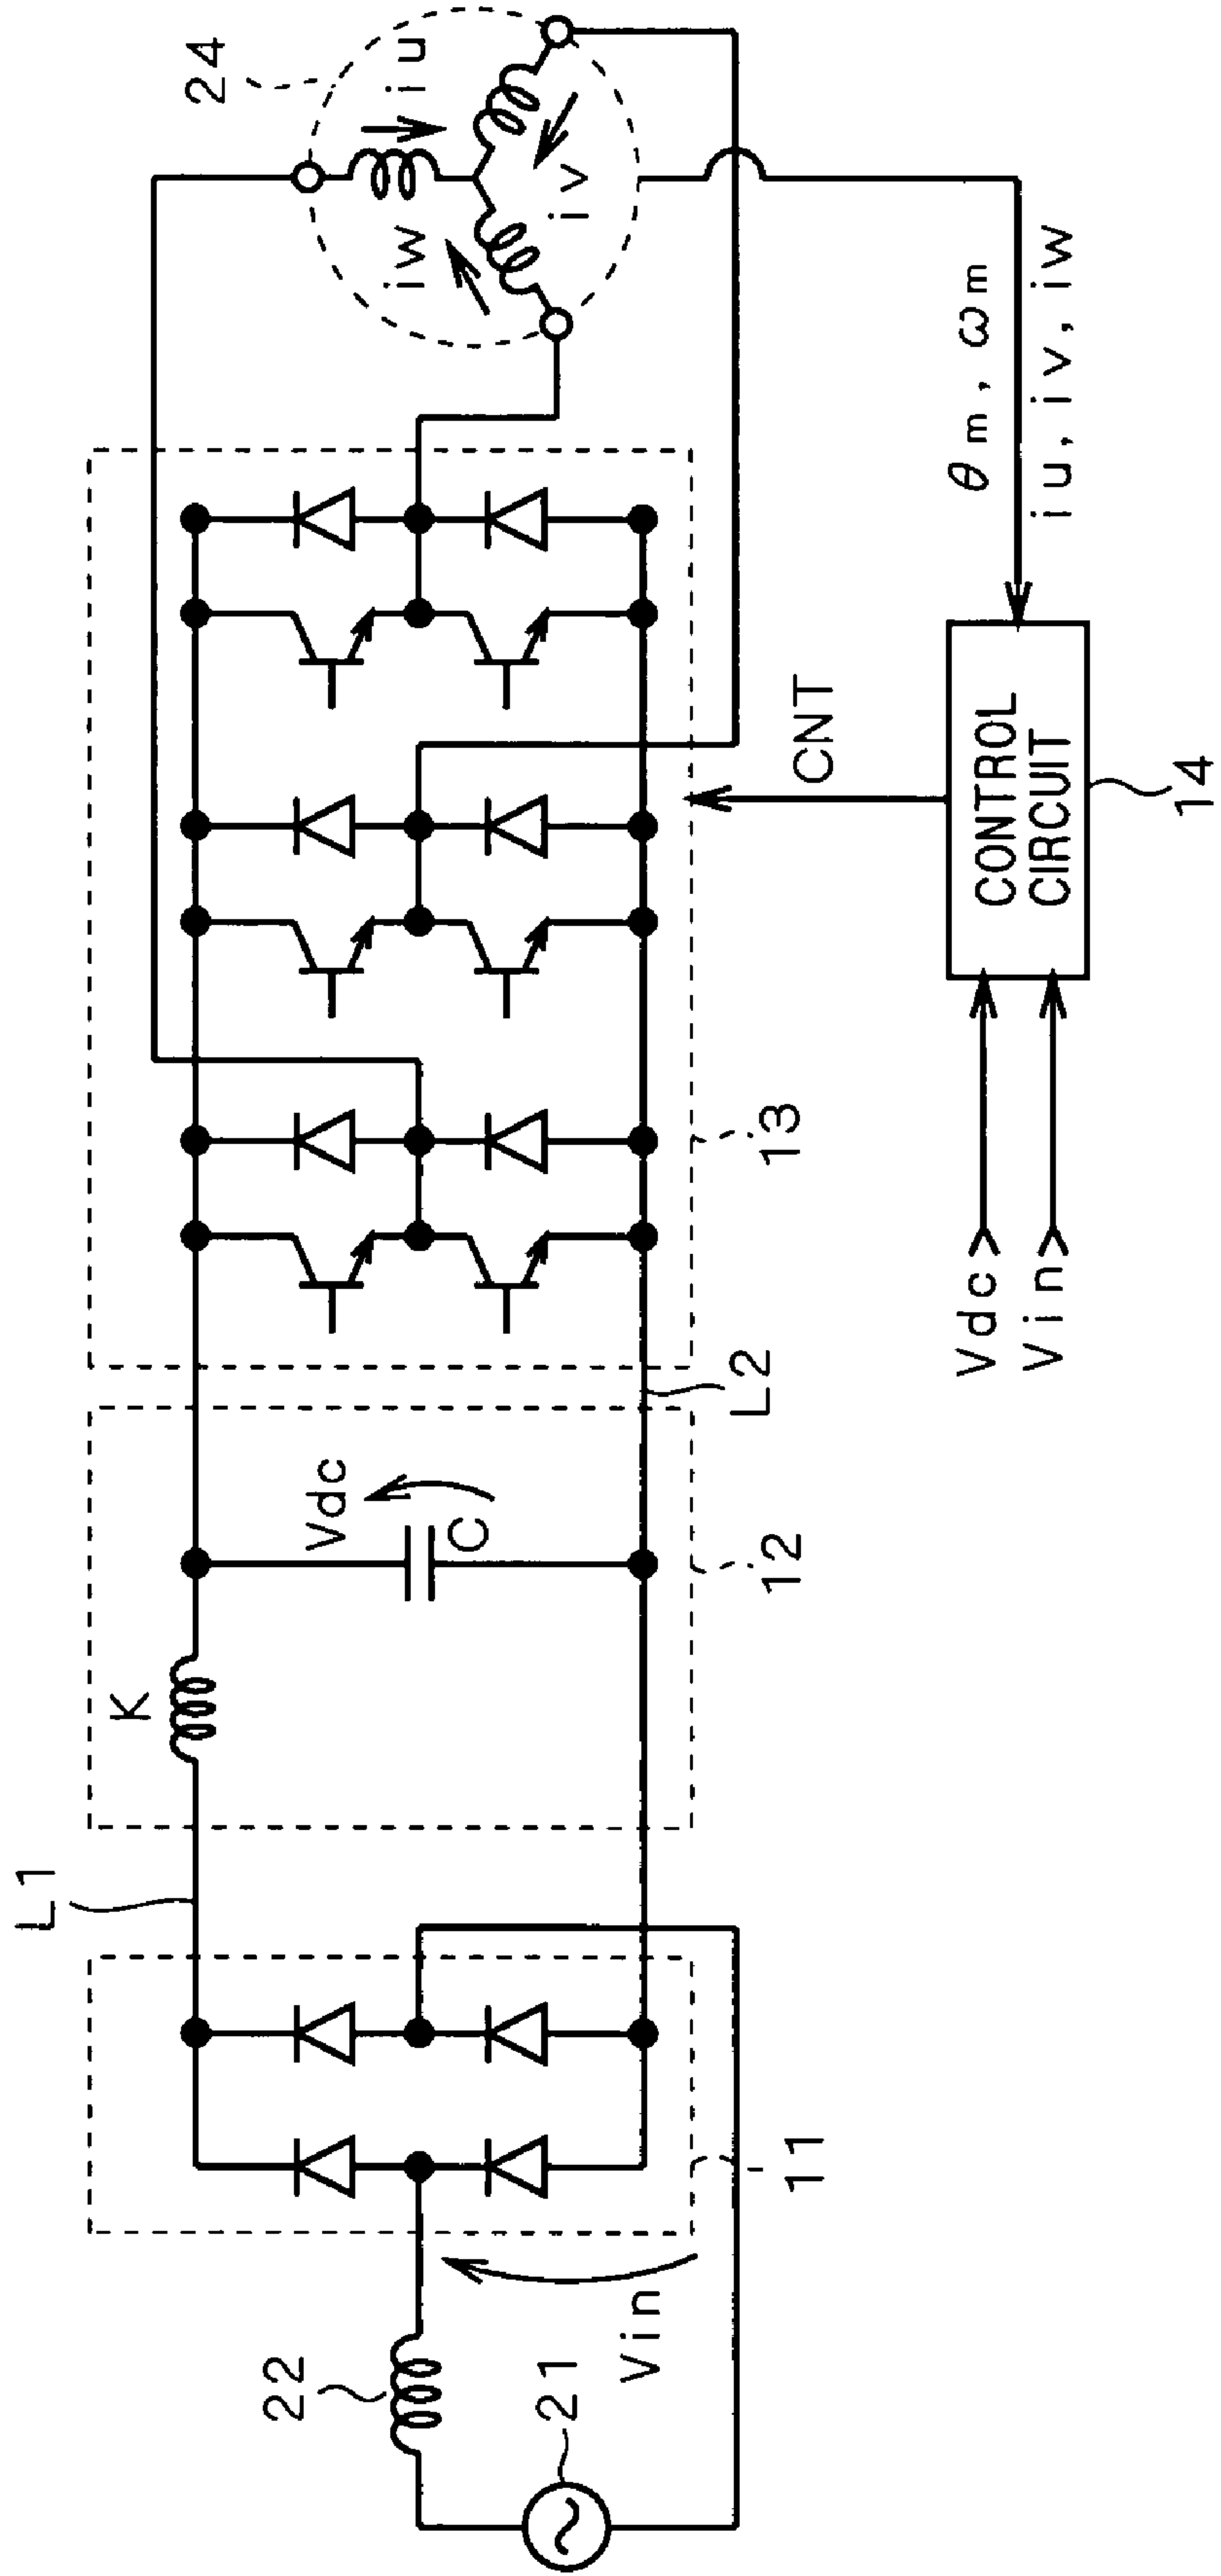 24
iu
iw
iv
L1
K
Vdc
C
22
21
Vin
11
12
L2
13
CNT
θm, ωm
iu, iv, iw
Vdc
Vin
CONTROL
CIRCUIT
14